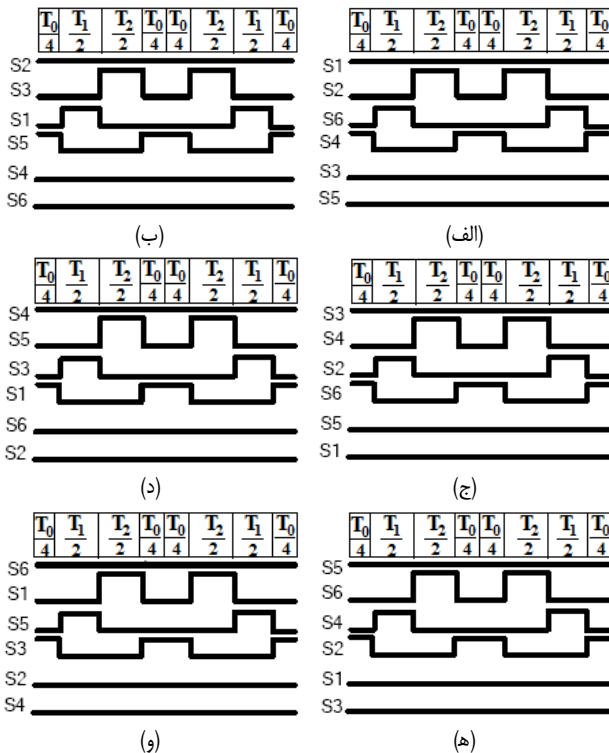 T₀/4 T₁/2 T₂/2 T₀/4 T₀/4 T₂/2 T₁/2 T₀/4
S1
S2
S6
S4
S3
S5
(الف)
T₀/4 T₁/2 T₂/2 T₀/4 T₀/4 T₂/2 T₁/2 T₀/4
S2
S3
S1
S5
S4
S6
(ب)
T₀/4 T₁/2 T₂/2 T₀/4 T₀/4 T₂/2 T₁/2 T₀/4
S3
S4
S2
S6
S5
S1
(ج)
T₀/4 T₁/2 T₂/2 T₀/4 T₀/4 T₂/2 T₁/2 T₀/4
S4
S5
S3
S1
S6
S2
(د)
T₀/4 T₁/2 T₂/2 T₀/4 T₀/4 T₂/2 T₁/2 T₀/4
S5
S6
S4
S2
S1
S3
(ه)
T₀/4 T₁/2 T₂/2 T₀/4 T₀/4 T₂/2 T₁/2 T₀/4
S6
S1
S5
S3
S2
S4
(و)